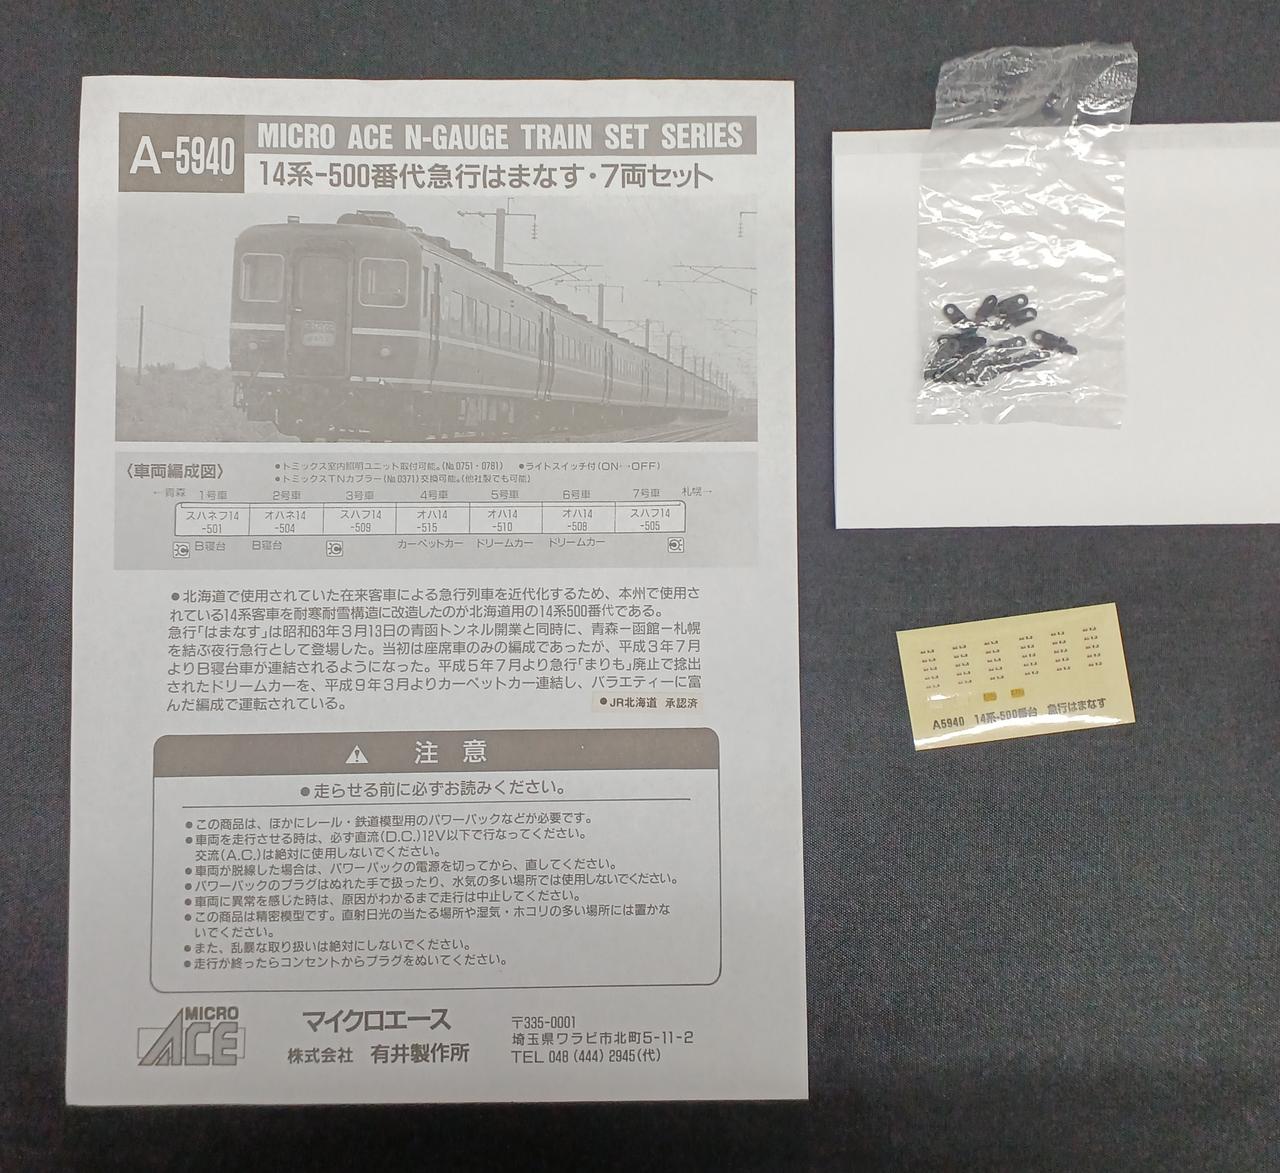 A-5940
MICRO ACE N-GAUGE TRAIN SET SERIES
14系-500番代急行はまなす・7両セット
〈車両編成図〉
●トミックス室内照明ユニット取付可能。(№0751・0781) ●ライトスイッチ付(ON↔OFF)
●トミックスTNカプラー(№0371)交換可能。(他社製でも可能)
←青森 1号車 2号車 3号車 4号車 5号車 6号車 7号車 札幌→
スハネフ14 オハネ14 スハフ14 オハ14 オハ14 オハ14 スハフ14
-501 -504 -509 -515 -510 -508 -505
B寝台 B寝台 カーペットカー ドリームカー ドリームカー
●北海道で使用されていた在来客車による急行列車を近代化するため、本州で使用さ
れている14系客車を耐寒耐雪構造に改造したのが北海道用の14系500番代である。
急行「はまなす」は昭和63年3月13日の青函トンネル開業と同時に、青森ー函館ー札幌
を結ぶ夜行急行として登場した。当初は座席車のみの編成であったが、平成3年7月
よりB寝台車が連結されるようになった。平成5年7月より急行「まりも」廃止で捻出
されたドリームカーを、平成9年3月よりカーペットカー連結し、バラエティーに富
んだ編成で運転されている。
●JR北海道 承認済
注 意
●走らせる前に必ずお読みください。
●この商品は、ほかにレール・鉄道模型用のパワーパックなどが必要です。
●車両を走行させる時は、必ず直流(D.C.)12V以下で行なってください。
交流(A.C.)は絶対に使用しないでください。
●車両が脱線した場合は、パワーパックの電源を切ってから、直してください。
●パワーパックのプラグはぬれた手で扱ったり、水気の多い場所では使用しないでください。
●車両に異常を感じた時は、原因がわかるまで走行は中止してください。
●この商品は精密模型です。直射日光の当たる場所や湿気・ホコリの多い場所には置かな
いでください。
●また、乱暴な取り扱いは絶対にしないでください。
●走行が終ったらコンセントからプラグをぬいてください。
MICRO
ACE
マイクロエース
株式会社 有井製作所
〒335-0001
埼玉県ワラビ市北町5-11-2
TEL 048 (444) 2945(代)
A5940 14系-500番台 急行はまなす